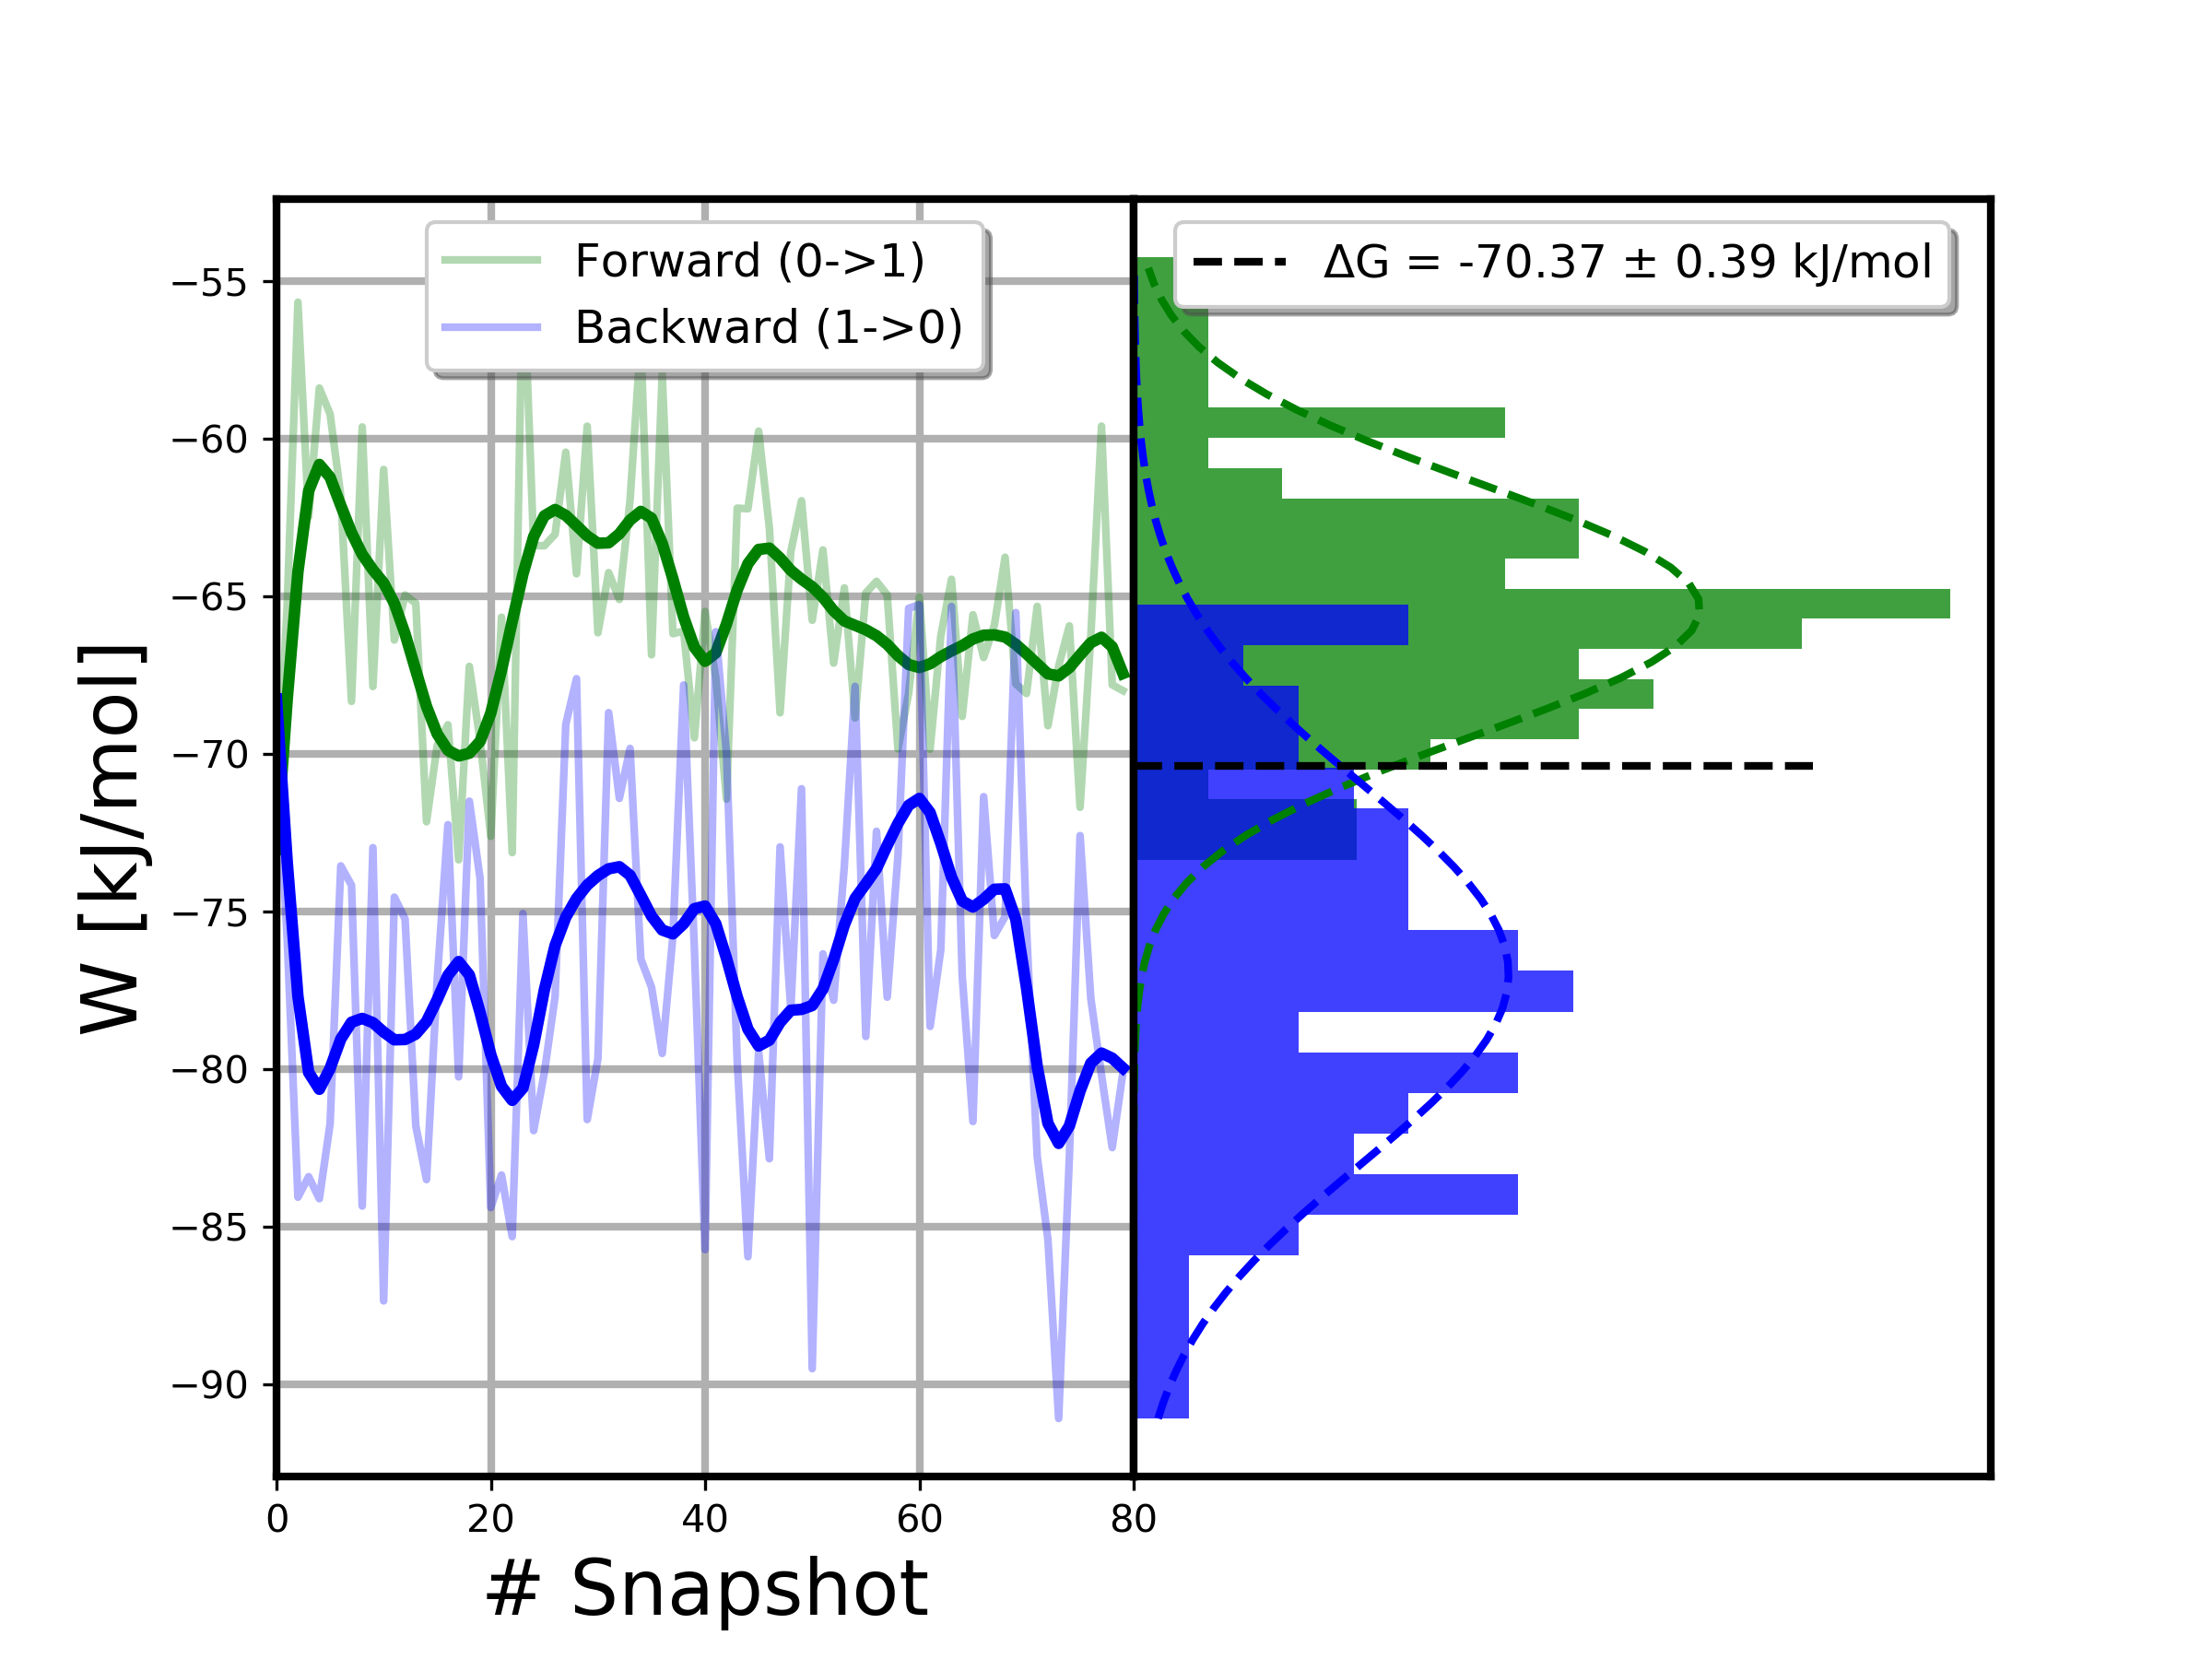 Forward (0->1)
Backward (1->0)
ΔG = -70.37 ± 0.39 kJ/mol
W [kJ/mol]
−55
−60
−65
−70
−75
−80
−85
−90
0 20 40 60 80
# Snapshot